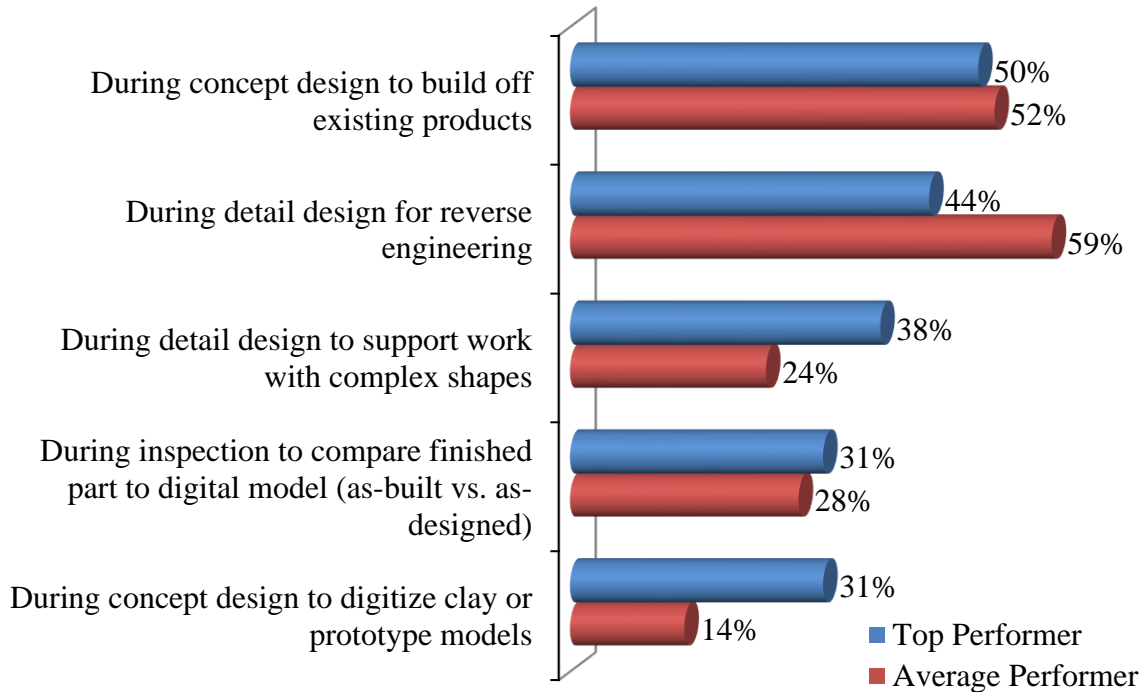 During concept design to build off
existing products
50%
52%
During detail design for reverse
engineering
44%
59%
During detail design to support work
with complex shapes
38%
24%
During inspection to compare finished
part to digital model (as-built vs. as-
designed)
31%
28%
During concept design to digitize clay or
prototype models
31%
14%
Top Performer
Average Performer